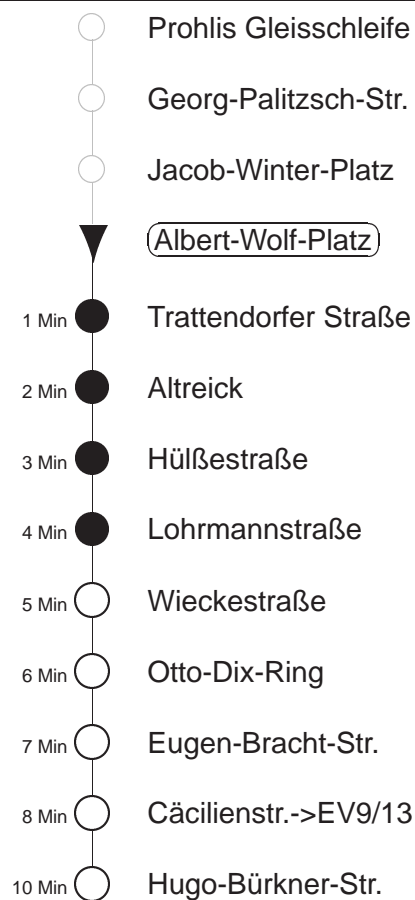 Prohlis Gleisschleife
Georg-Palitzsch-Str.
Jacob-Winter-Platz
Albert-Wolf-Platz
1 Min Trattendorfer Straße
2 Min Altreick
3 Min Hülßestraße
4 Min Lohrmannstraße
5 Min Wieckestraße
6 Min Otto-Dix-Ring
7 Min Eugen-Bracht-Str.
8 Min Cäcilienstr.->EV9/13
10 Min Hugo-Bürkner-Str.